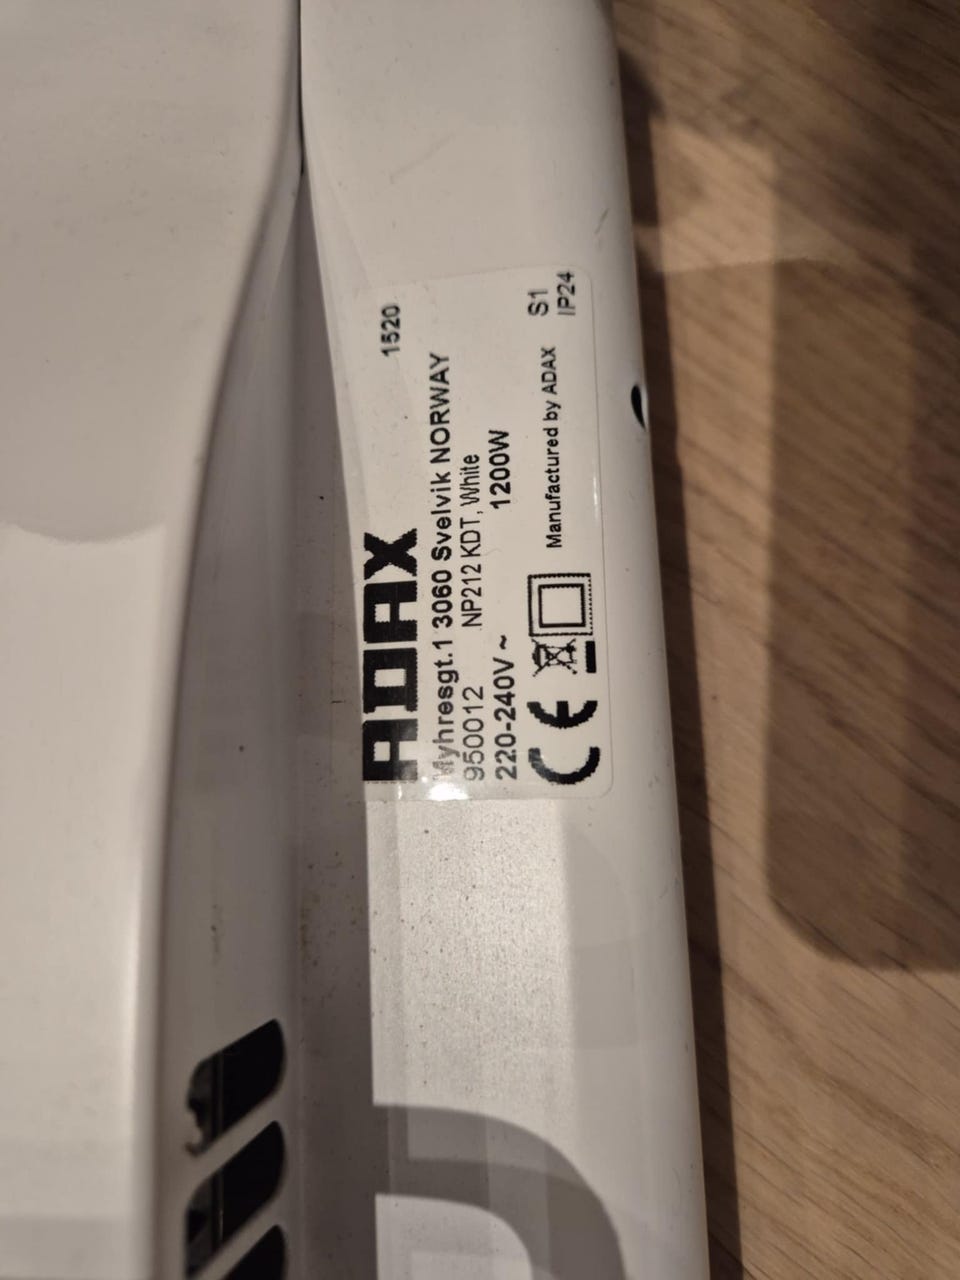 ADAX
1520
Myhresgt.1 3060 Svelvik NORWAY
950012 NP212 KDT, White
220-240V~ 1200W
CE Manufactured by ADAX
S1
IP24